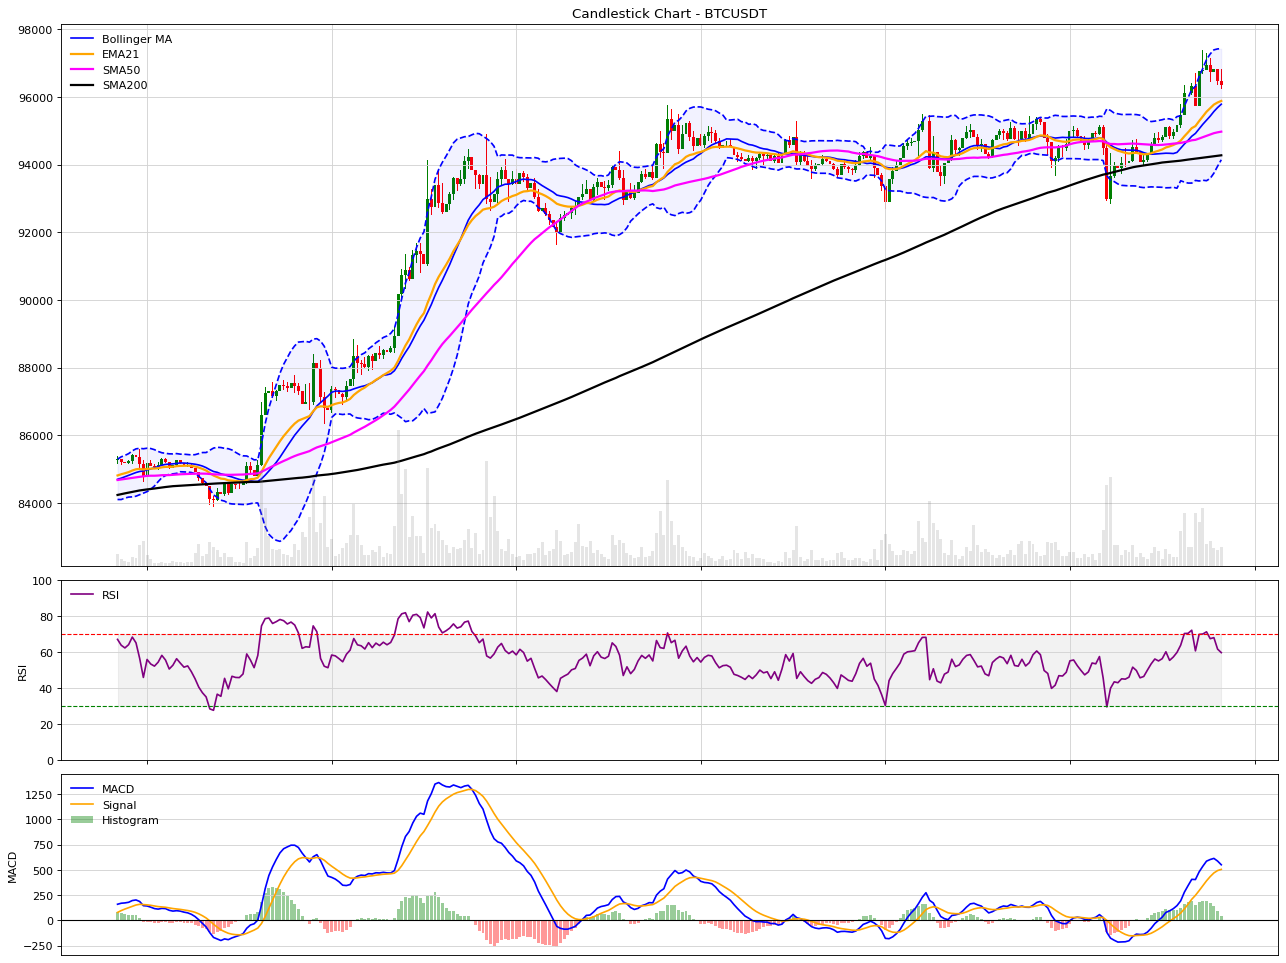 Candlestick Chart - BTCUSDT
98000
96000
94000
92000
90000
88000
86000
84000
Bollinger MA
EMA21
SMA50
SMA200
100
80
60
40
20
0
RSI
RSI
1250
1000
750
500
250
0
−250
MACD
MACD
Signal
Histogram